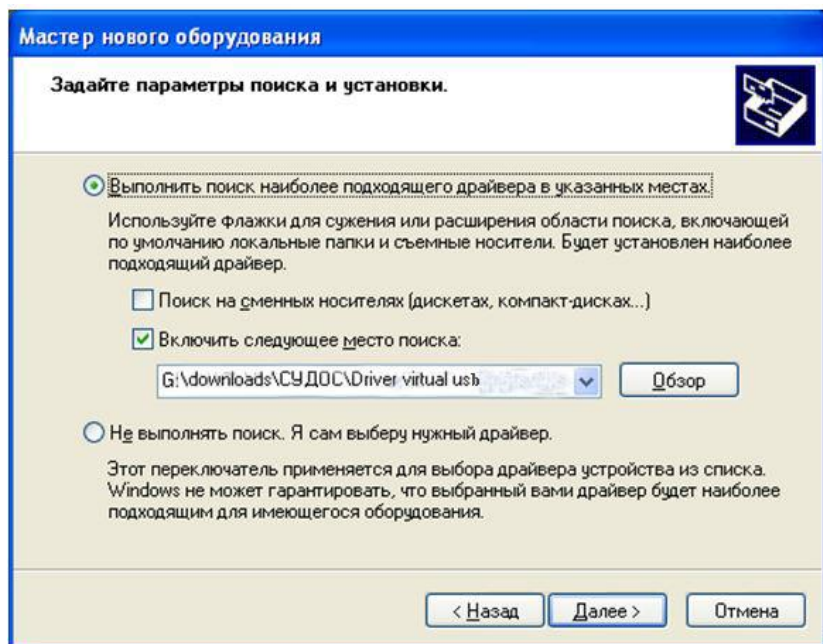 Мастер нового оборудования
Задайте параметры поиска и установки.
Выполнить поиск наиболее подходящего драйвера в указанных местах.
Используйте флажки для сужения или расширения области поиска, включающей
по умолчанию локальные папки и съемные носители. Будет установлен наиболее
подходящий драйвер.
Поиск на сменных носителях (дискетах, компакт-дисках...)
Включить следующее место поиска:
G:\downloads\СУДОС\Driver virtual usb
Обзор
Не выполнять поиск. Я сам выберу нужный драйвер.
Этот переключатель применяется для выбора драйвера устройства из списка.
Windows не может гарантировать, что выбранный вами драйвер будет наиболее
подходящим для имеющегося оборудования.
< Назад
Далее >
Отмена